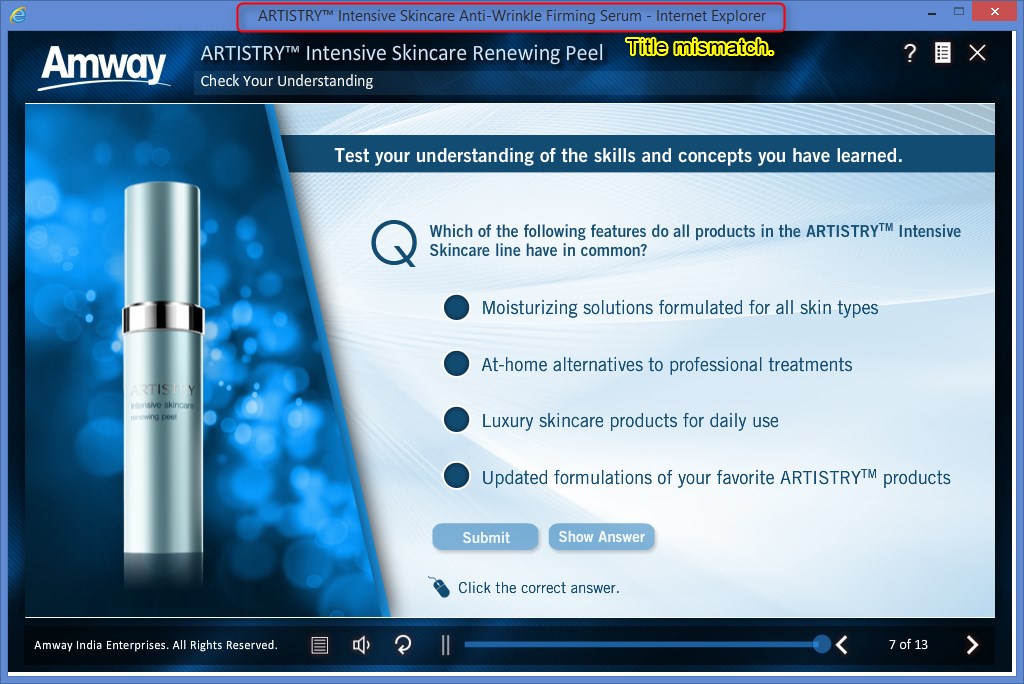 ARTISTRY™ Intensive Skincare Anti-Wrinkle Firming Serum - Internet Explorer
Amway
ARTISTRY™ Intensive Skincare Renewing Peel
Title mismatch.
?
Check Your Understanding
Test your understanding of the skills and concepts you have learned.
Q
Which of the following features do all products in the ARTISTRY™ Intensive
Skincare line have in common?
Moisturizing solutions formulated for all skin types
At-home alternatives to professional treatments
Luxury skincare products for daily use
Updated formulations of your favorite ARTISTRY™ products
ARTISTRY
intensive skincare
renewing peel
Submit
Show Answer
Click the correct answer.
Amway India Enterprises. All Rights Reserved.
7 of 13